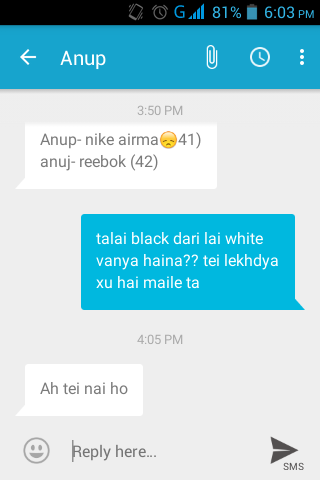 G 81% 6:03 PM
Anup
3:50 PM
Anup- nike airma😞41)
anuj- reebok (42)
talai black dari lai white
vanya haina?? tei lekhdya
xu hai maile ta
4:05 PM
Ah tei nai ho
Reply here...
SMS